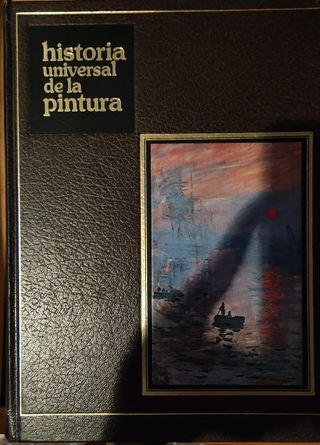 historia
universal
de la
pintura